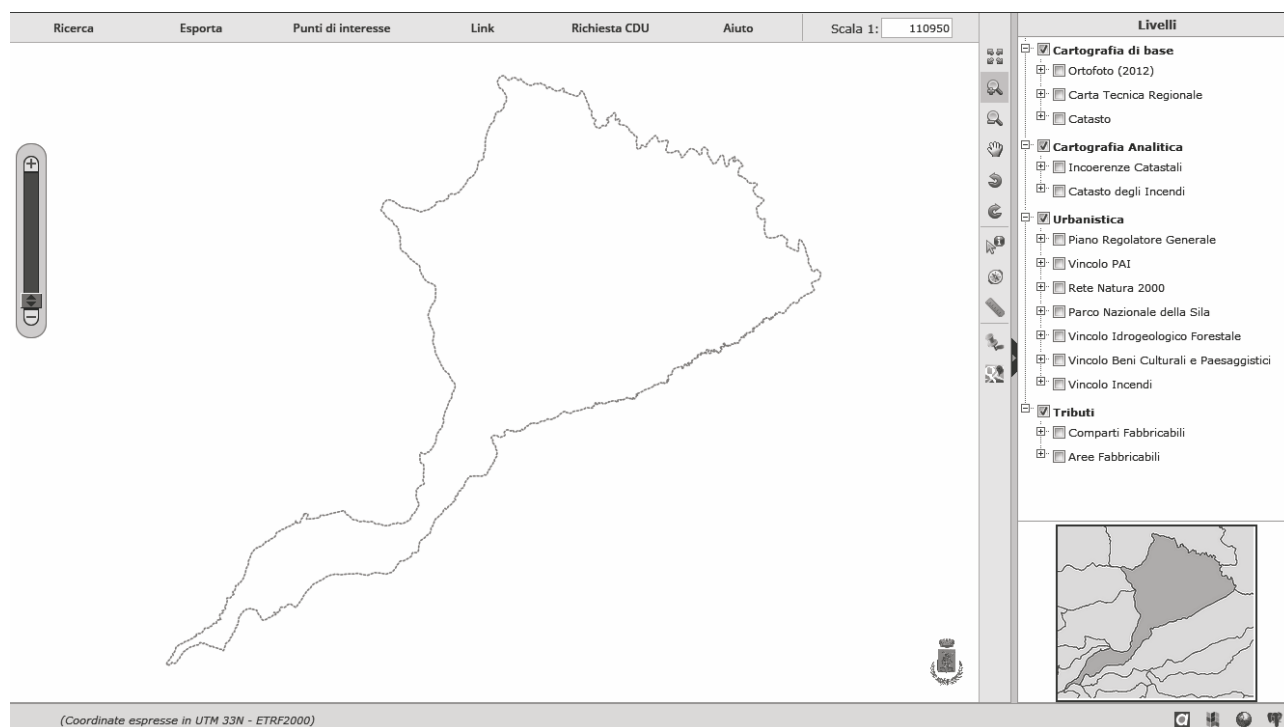 Ricerca Esporta Punti di interesse Link Richiesta CDU Aiuto Scala 1: 110950
Livelli
Cartografia di base
Ortofoto (2012)
Carta Tecnica Regionale
Catasto
Cartografia Analitica
Incoerenze Catastali
Catasto degli Incendi
Urbanistica
Piano Regolatore Generale
Vincolo PAI
Rete Natura 2000
Parco Nazionale della Sila
Vincolo Idrogeologico Forestale
Vincolo Beni Culturali e Paesaggistici
Vincolo Incendi
Tributi
Comparti Fabbricabili
Aree Fabbricabili
(Coordinate espresse in UTM 33N - ETRF2000)